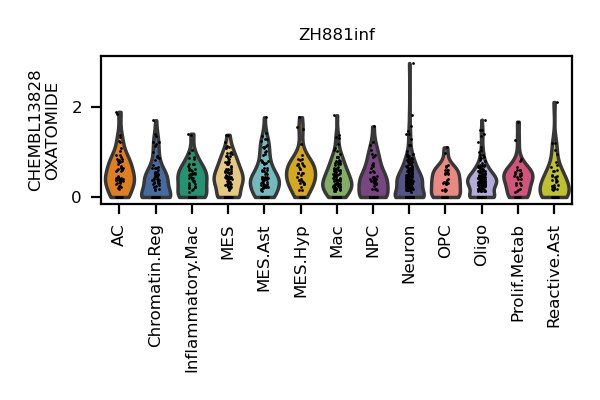 ZH881inf
CHEMBL13828
OXATOMIDE
2
0
AC
Chromatin.Reg
Inflammatory.Mac
MES
MES.Ast
MES.Hyp
Mac
NPC
Neuron
OPC
Oligo
Prolif.Metab
Reactive.Ast